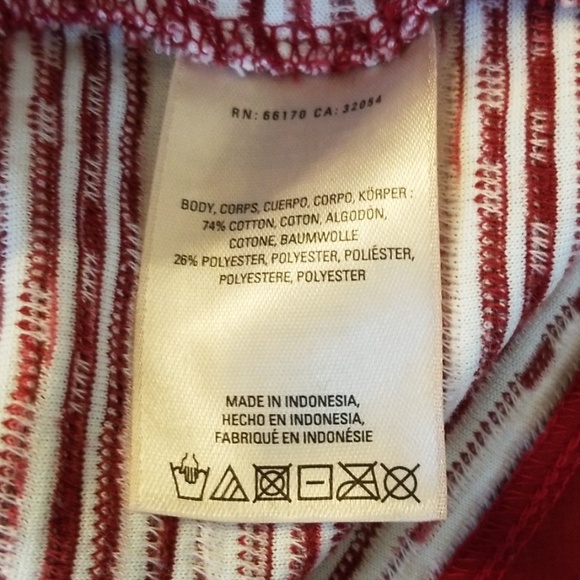 RN: 66170 CA: 32054
BODY, CORPS, CUERPO, CORPO, KÖRPER :
74% COTTON, COTON, ALGODÓN,
COTONE, BAUMWOLLE
26% POLYESTER, POLYESTER, POLIÉSTER,
POLYESTERE, POLYESTER
MADE IN INDONESIA,
HECHO EN INDONESIA,
FABRIQUÉ EN INDONÉSIE